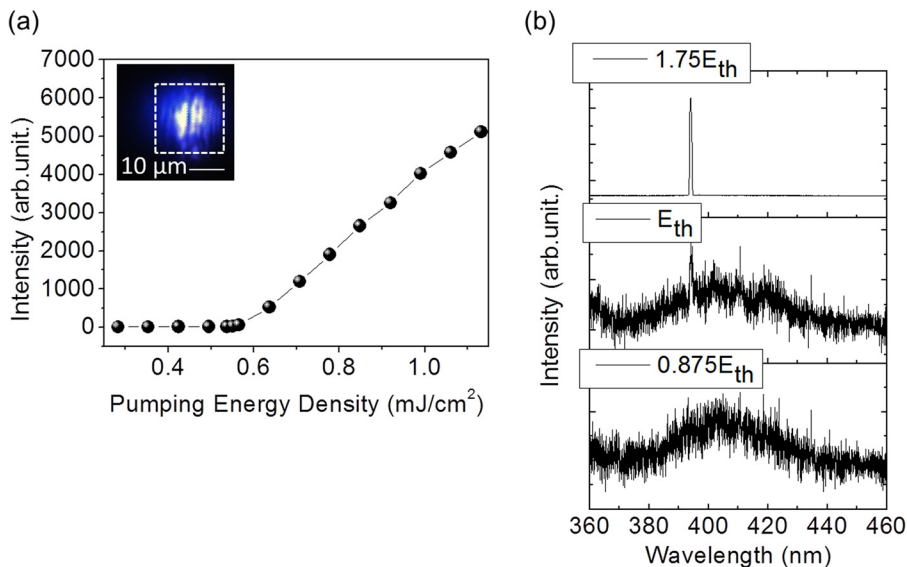 (a)
7000
6000
5000
4000
3000
2000
1000
0
Intensity (arb.unit.)
10 µm
0.4 0.6 0.8 1.0
Pumping Energy Density (mJ/cm²)
(b)
1.75Eth
Eth
0.875Eth
Intensity (arb.unit.)
360 380 400 420 440 460
Wavelength (nm)